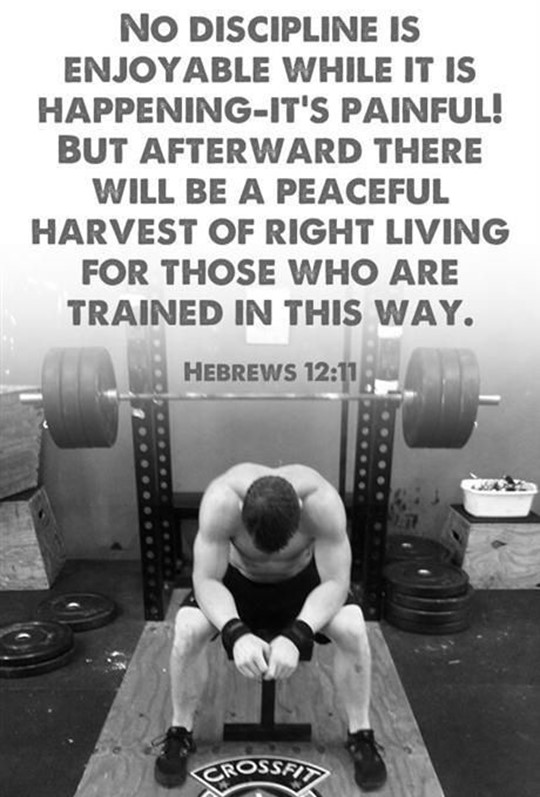 No discipline is
enjoyable while it is
happening-it's painful!
But afterward there
will be a peaceful
harvest of right living
for those who are
trained in this way.
Hebrews 12:11
CROSSFIT